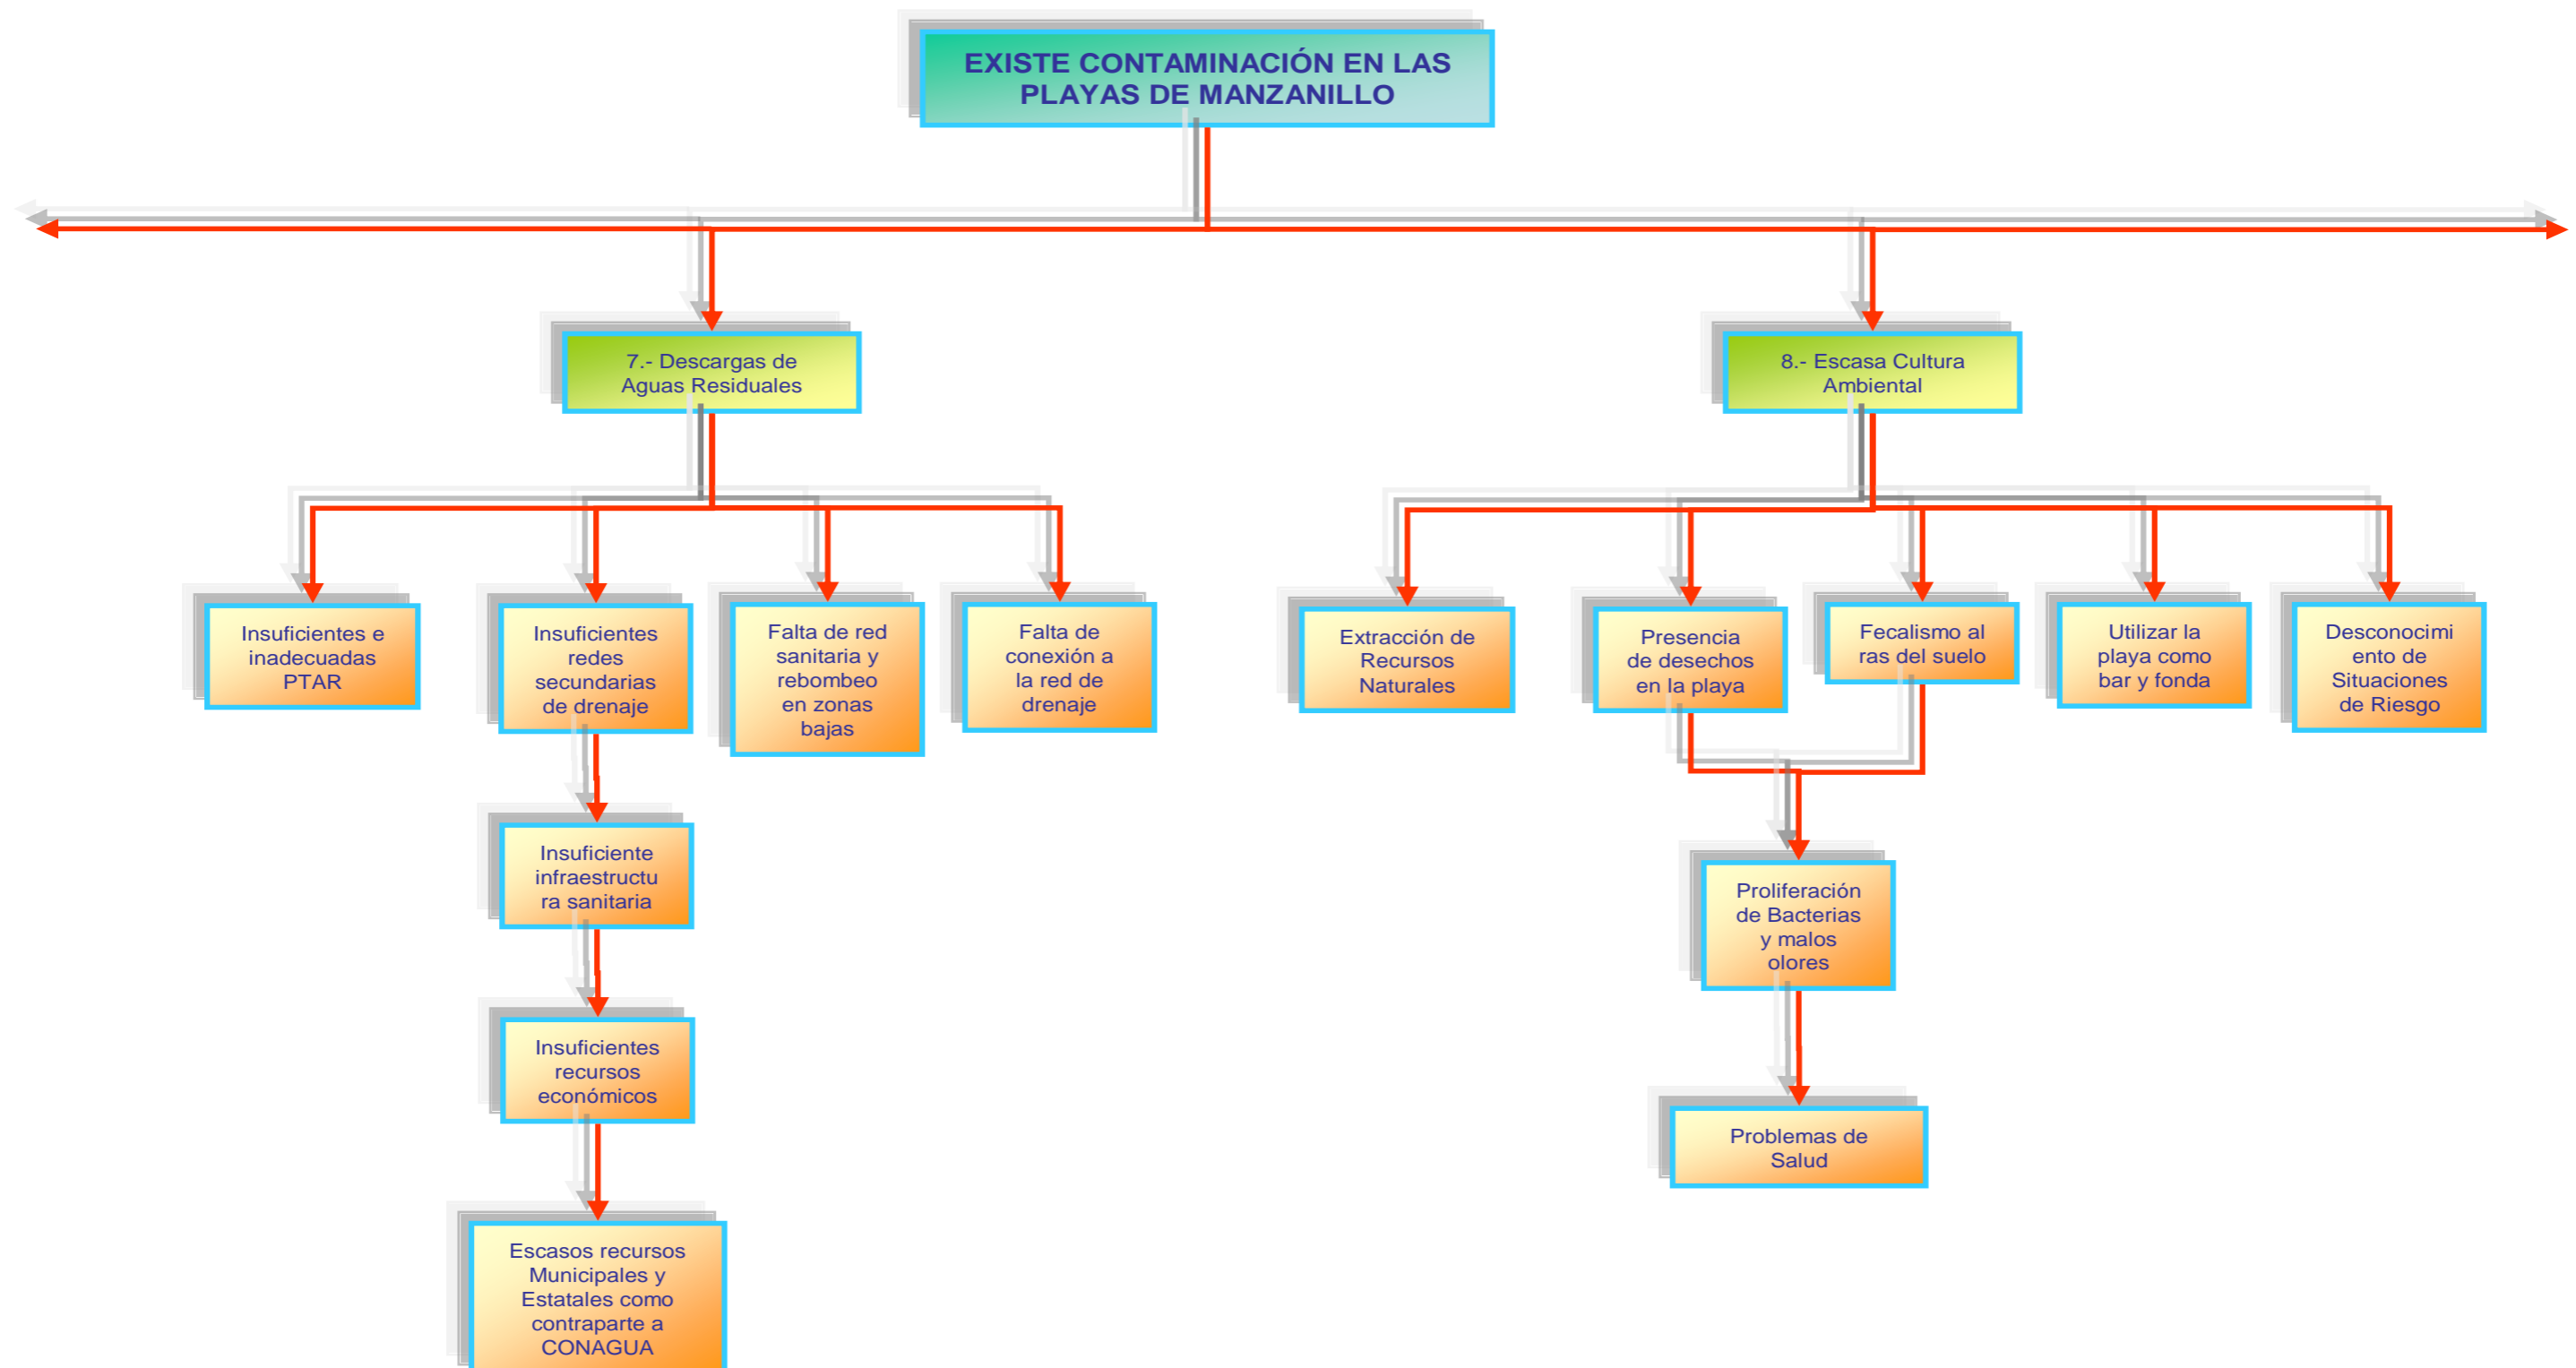 EXISTE CONTAMINACIÓN EN LAS
PLAYAS DE MANZANILLO
7.- Descargas de
Aguas Residuales
8.- Escasa Cultura
Ambiental
Insuficientes e
inadecuadas
PTAR
Insuficientes
redes
secundarias
de drenaje
Falta de red
sanitaria y
rebombeo
en zonas
bajas
Falta de
conexión a
la red de
drenaje
Extracción de
Recursos
Naturales
Presencia
de desechos
en la playa
Fecalismo al
ras del suelo
Utilizar la
playa como
bar y fonda
Desconocimi
ento de
Situaciones
de Riesgo
Insuficiente
infraestructu
ra sanitaria
Proliferación
de Bacterias
y malos
olores
Insuficientes
recursos
económicos
Problemas de
Salud
Escasos recursos
Municipales y
Estatales como
contraparte a
CONAGUA